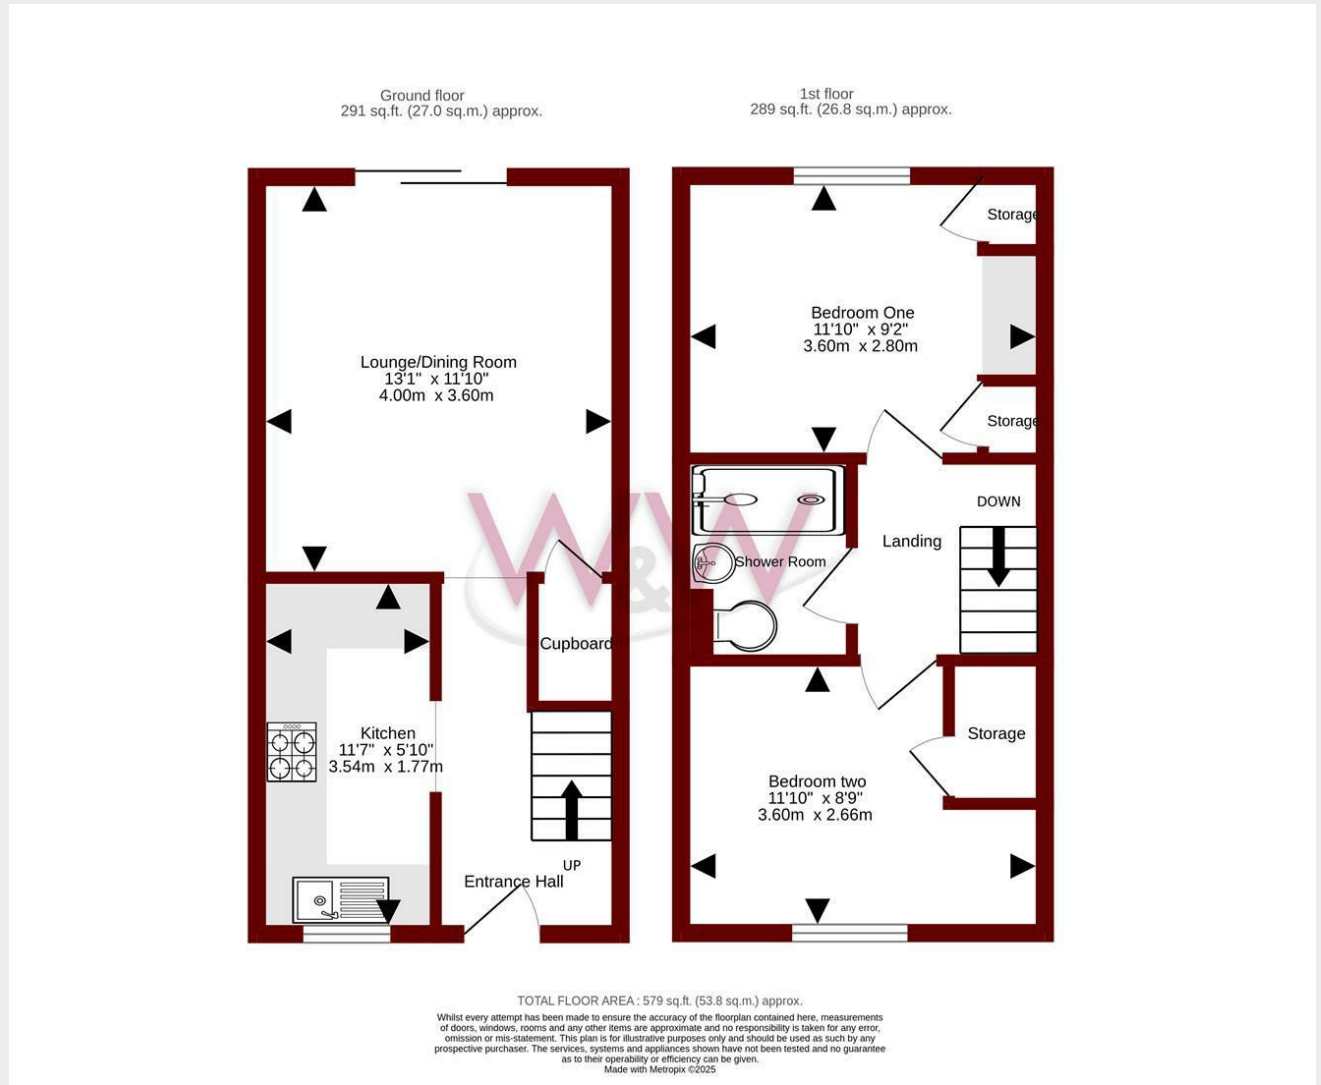 Ground floor
291 sq.ft. (27.0 sq.m.) approx.
1st floor
289 sq.ft. (26.8 sq.m.) approx.
Lounge/Dining Room
13'1" x 11'10"
4.00m x 3.60m
Cupboard
Kitchen
11'7" x 5'10"
3.54m x 1.77m
UP
Entrance Hall
Storage
Bedroom One
11'10" x 9'2"
3.60m x 2.80m
Storage
DOWN
Landing
Shower Room
Storage
Bedroom two
11'10" x 8'9"
3.60m x 2.66m
W&W
TOTAL FLOOR AREA : 579 sq.ft. (53.8 sq.m.) approx.
Whilst every attempt has been made to ensure the accuracy of the floorplan contained here, measurements
of doors, windows, rooms and any other items are approximate and no responsibility is taken for any error,
omission or mis-statement. This plan is for illustrative purposes only and should be used as such by any
prospective purchaser. The services, systems and appliances shown have not been tested and no guarantee
as to their operability or efficiency can be given.
Made with Metropix ©2025